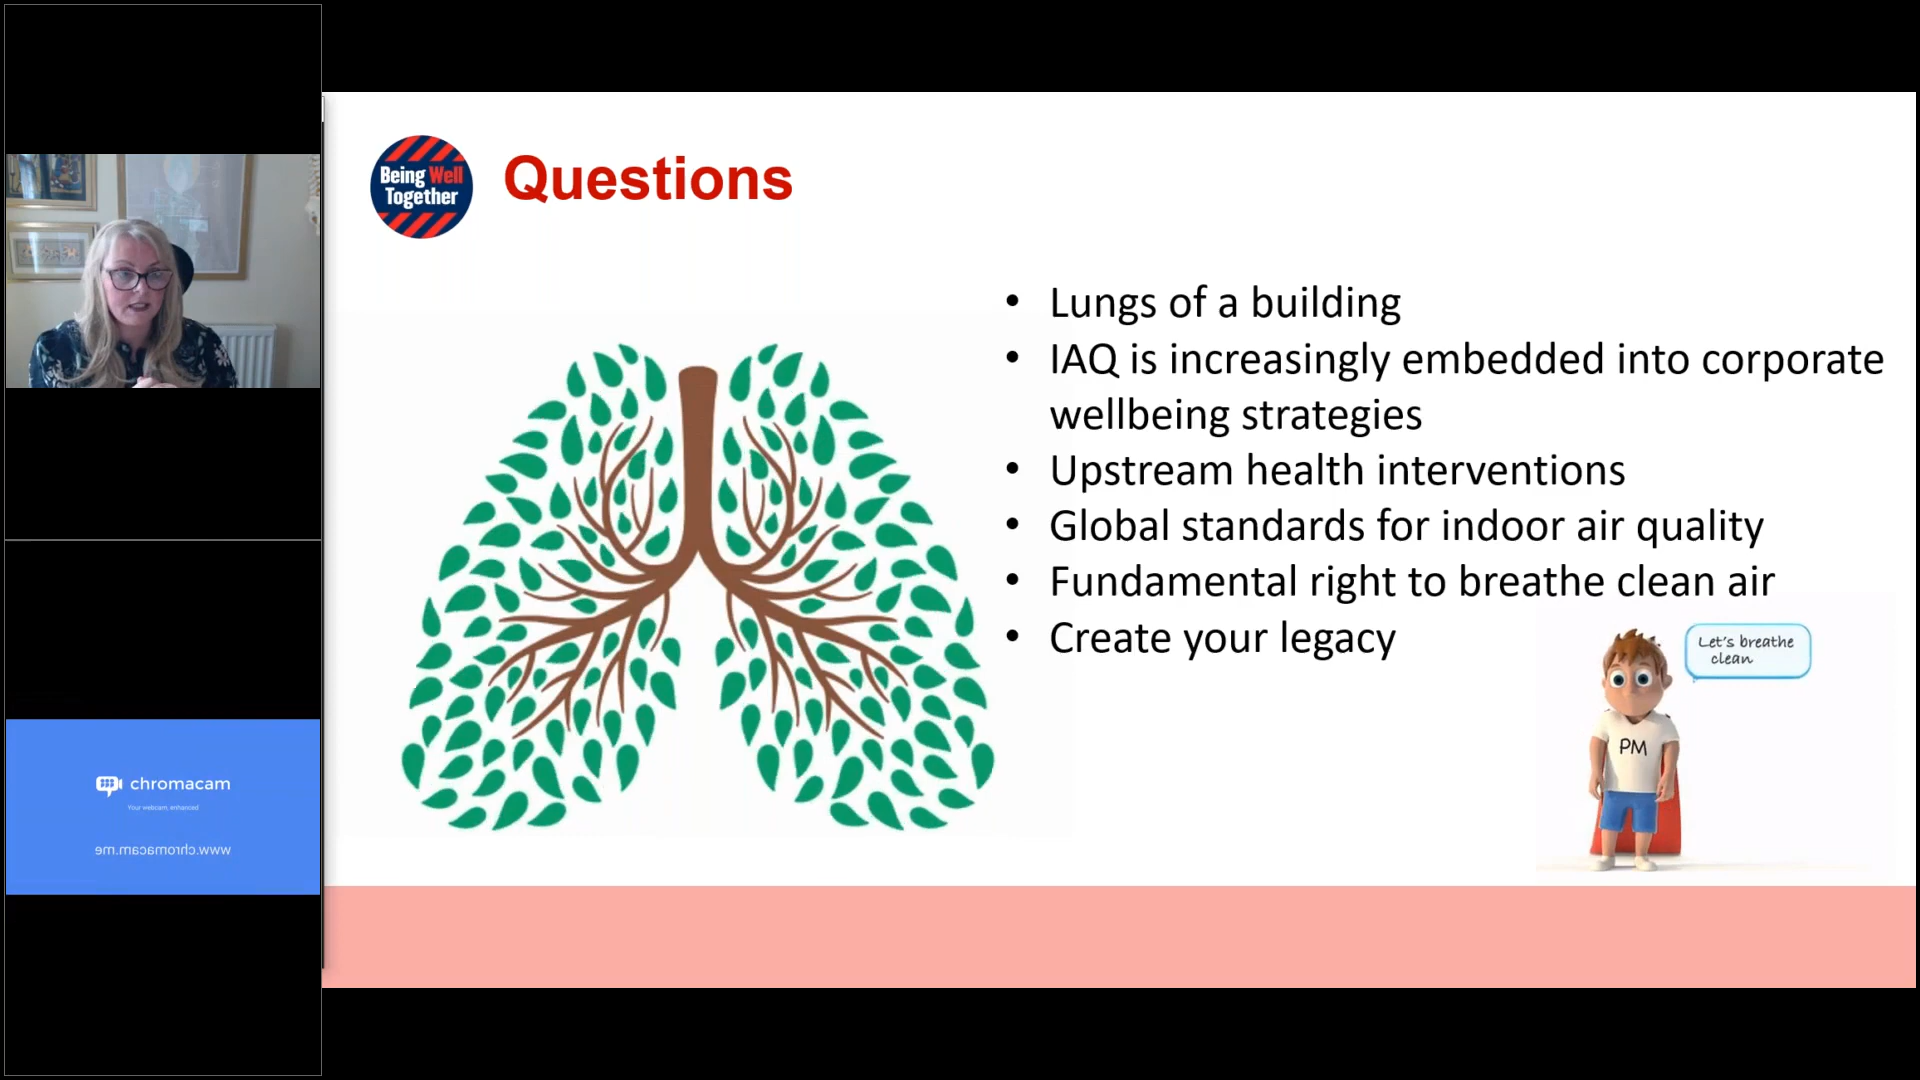 Being Well
Together
Questions
• Lungs of a building
• IAQ is increasingly embedded into corporate
wellbeing strategies
• Upstream health interventions
• Global standards for indoor air quality
• Fundamental right to breathe clean air
• Create your legacy
Let's breathe
clean
PM
chromacam
Your webcam, enhanced
www.chromacam.me